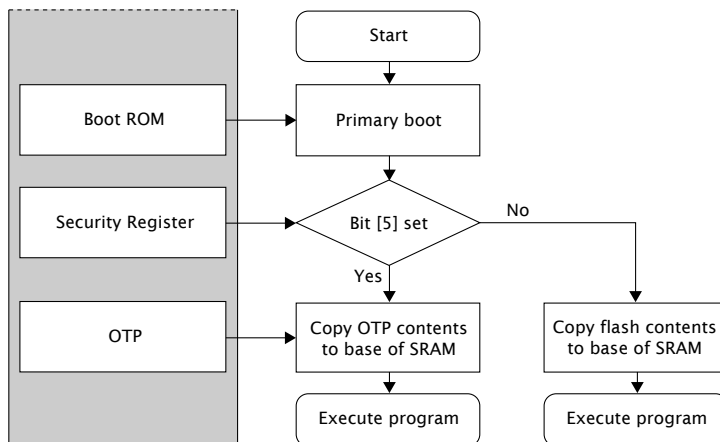 Start
Boot ROM
Primary boot
Security Register
Bit [5] set
No
Yes
OTP
Copy OTP contents
to base of SRAM
Copy flash contents
to base of SRAM
Execute program
Execute program